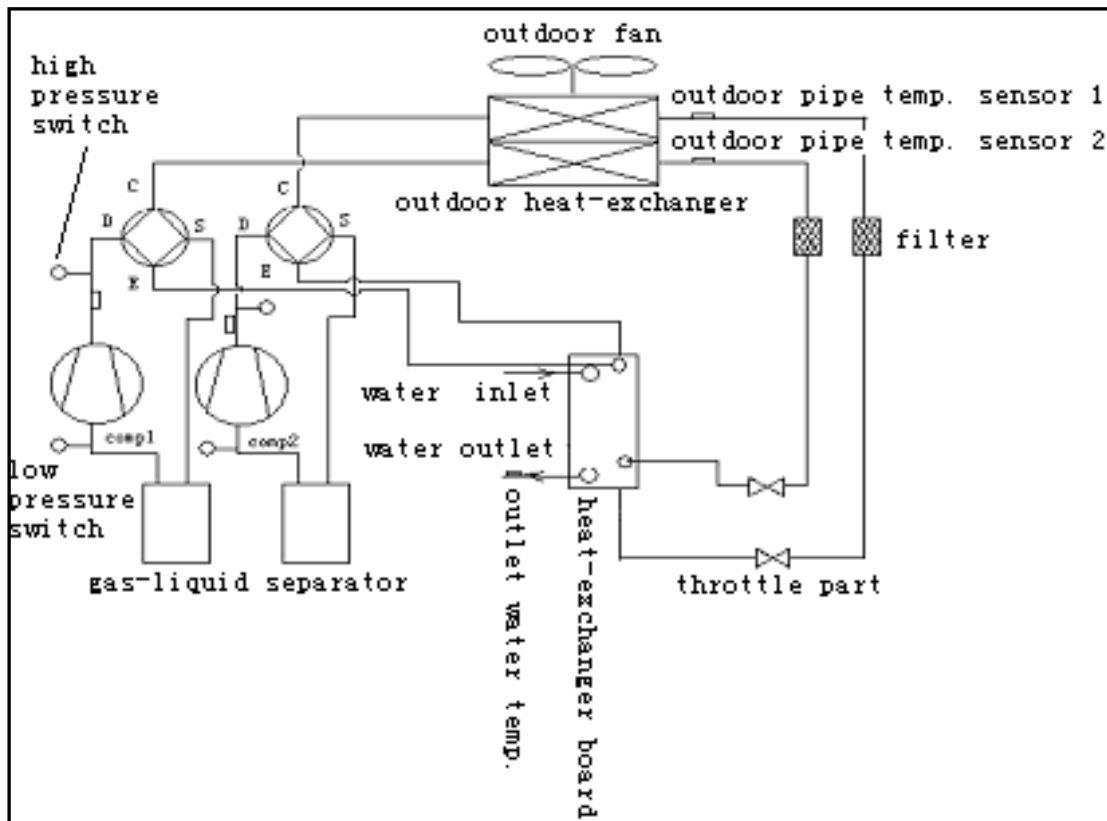 outdoor fan
high
pressure
switch
outdoor pipe temp. sensor 1
outdoor pipe temp. sensor 2
C
C
outdoor heat-exchanger
D
S
D
S
filter
E
E
water inlet
comp1
comp2
water outlet
low
pressure
switch
gas-liquid separator
throttle part
outlet water temp.
heat-exchanger board